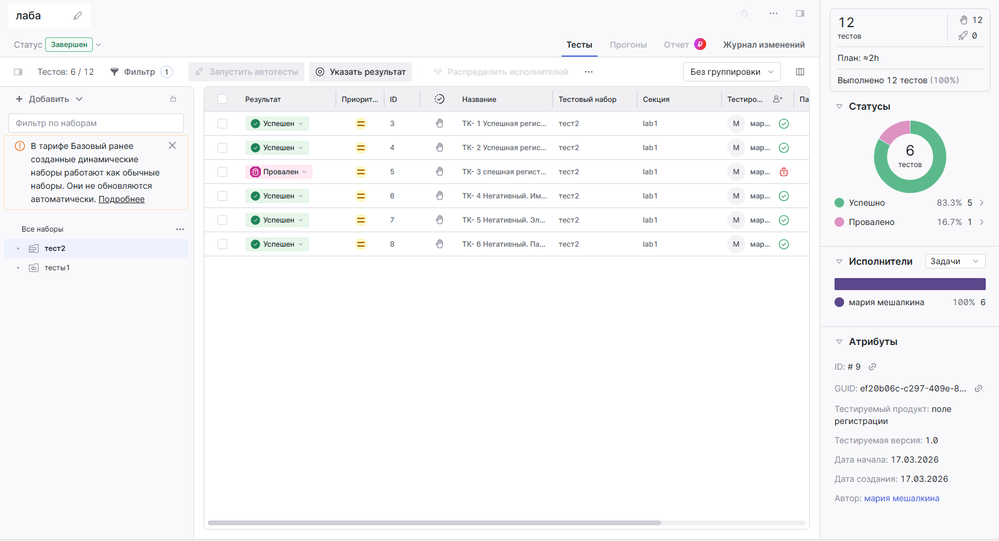 лаба
Статус Завершен
Тесты Прогоны Отчет ₽ Журнал изменений
Тестов: 6 / 12 Фильтр 1 Запустить автотесты Указать результат Распределить исполнителей ... Без группировки
Добавить
Фильтр по наборам
В тарифе Базовый ранее
созданные динамические
наборы работают как обычные
наборы. Они не обновляются
автоматически. Подробнее
Все наборы ...
тест2
тесты1
Результат Приорит... ID Название Тестовый набор Секция Тестиро... Па
Успешен 3 ТК- 1 Успешная регис... тест2 lab1 М мар...
Успешен 4 ТК- 2 Успешная регис... тест2 lab1 М мар...
Провален 5 ТК- 3 спешная регист... тест2 lab1 М мар...
Успешен 6 ТК- 4 Негативный. Им... тест2 lab1 М мар...
Успешен 7 ТК- 5 Негативный. Эл... тест2 lab1 М мар...
Успешен 8 ТК- 6 Негативный. Па... тест2 lab1 М мар...
12 12
тестов 0
План: ≈2h
Выполнено 12 тестов (100%)
Статусы
6
тестов
Успешно 83.3% 5
Провалено 16.7% 1
Исполнители Задачи
мария мешалкина 100% 6
Атрибуты
ID: # 9
GUID: ef20b06c-c297-409e-8...
Тестируемый продукт: поле
регистрации
Тестируемая версия: 1.0
Дата начала: 17.03.2026
Дата создания: 17.03.2026
Автор: мария мешалкина